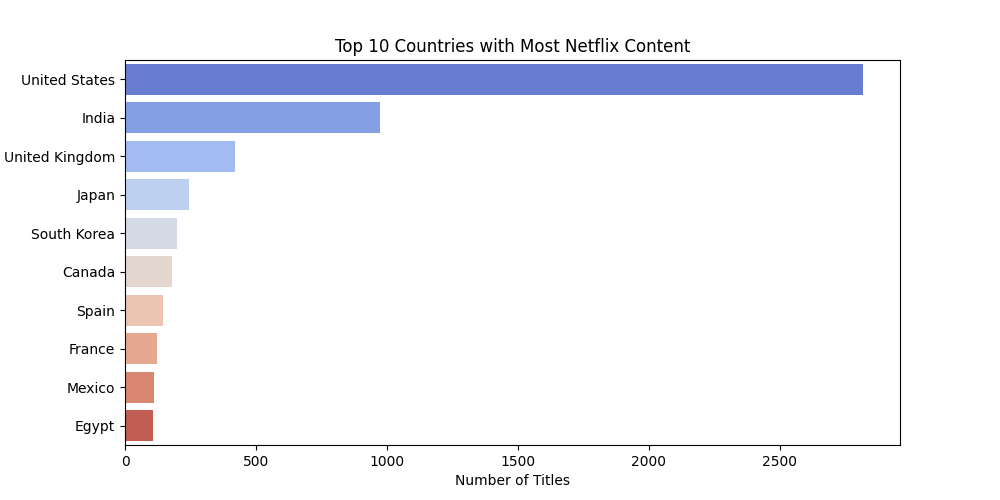 Top 10 Countries with Most Netflix Content
United States
India
United Kingdom
Japan
South Korea
Canada
Spain
France
Mexico
Egypt
0 500 1000 1500 2000 2500
Number of Titles